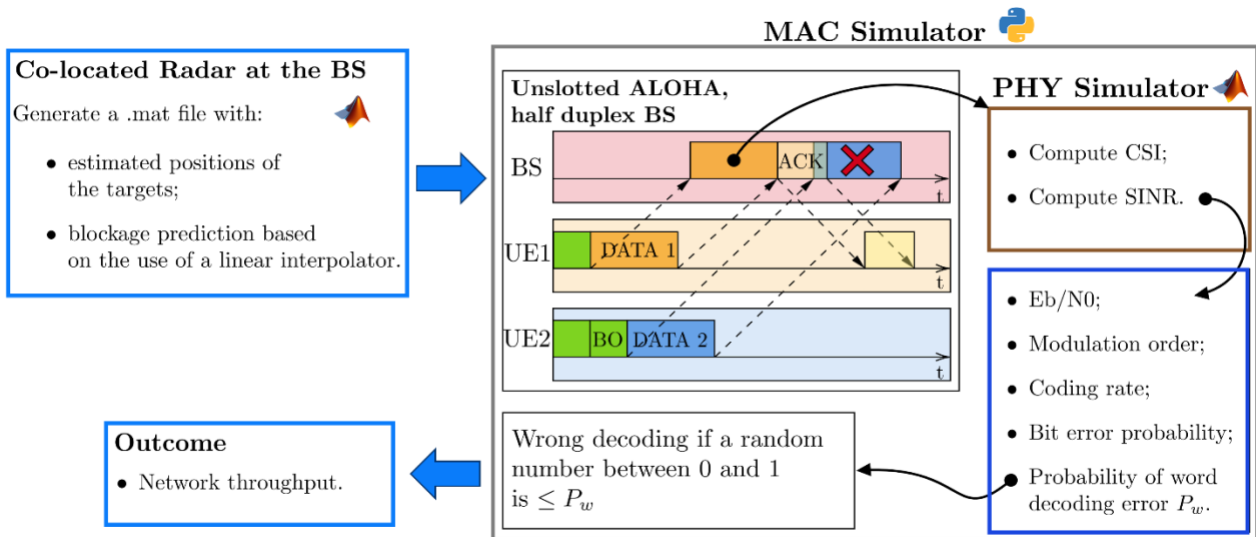 MAC Simulator
Co-located Radar at the BS
Generate a .mat file with:
• estimated positions of
the targets;
• blockage prediction based
on the use of a linear interpolator.
Unslotted ALOHA,
half duplex BS
BS
ACK
t
UE1
DATA 1
t
UE2
BO
DATA 2
t
PHY Simulator
• Compute CSI;
• Compute SINR.
• Eb/N0;
• Modulation order;
• Coding rate;
• Bit error probability;
• Probability of word
decoding error P_w.
Wrong decoding if a random
number between 0 and 1
is ≤ P_w
Outcome
• Network throughput.